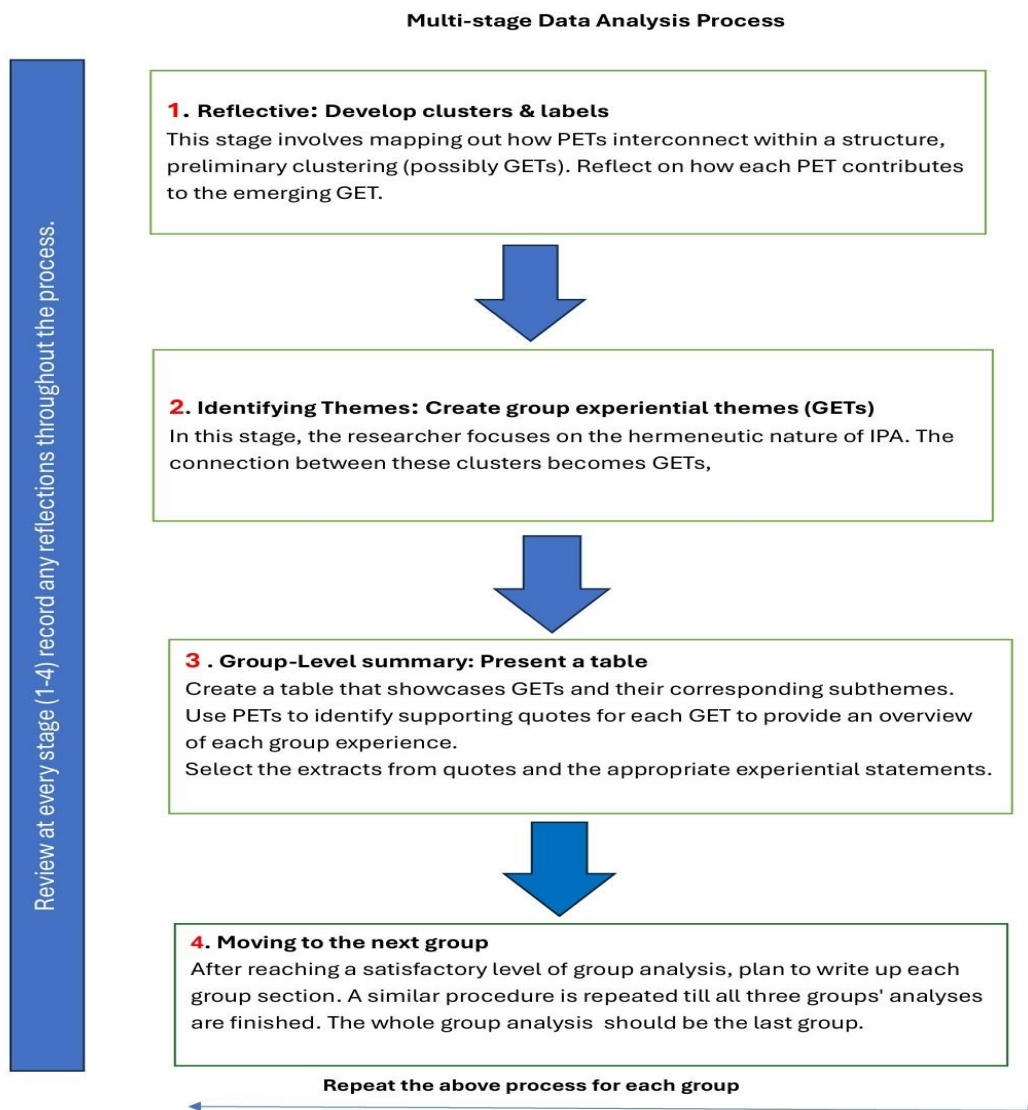 Multi-stage Data Analysis Process
Review at every stage (1-4) record any reflections throughout the process.
1. Reflective: Develop clusters & labels
This stage involves mapping out how PETs interconnect within a structure,
preliminary clustering (possibly GETs). Reflect on how each PET contributes
to the emerging GET.
2. Identifying Themes: Create group experiential themes (GETs)
In this stage, the researcher focuses on the hermeneutic nature of IPA. The
connection between these clusters becomes GETs,
3 . Group-Level summary: Present a table
Create a table that showcases GETs and their corresponding subthemes.
Use PETs to identify supporting quotes for each GET to provide an overview
of each group experience.
Select the extracts from quotes and the appropriate experiential statements.
4. Moving to the next group
After reaching a satisfactory level of group analysis, plan to write up each
group section. A similar procedure is repeated till all three groups' analyses
are finished. The whole group analysis should be the last group.
Repeat the above process for each group